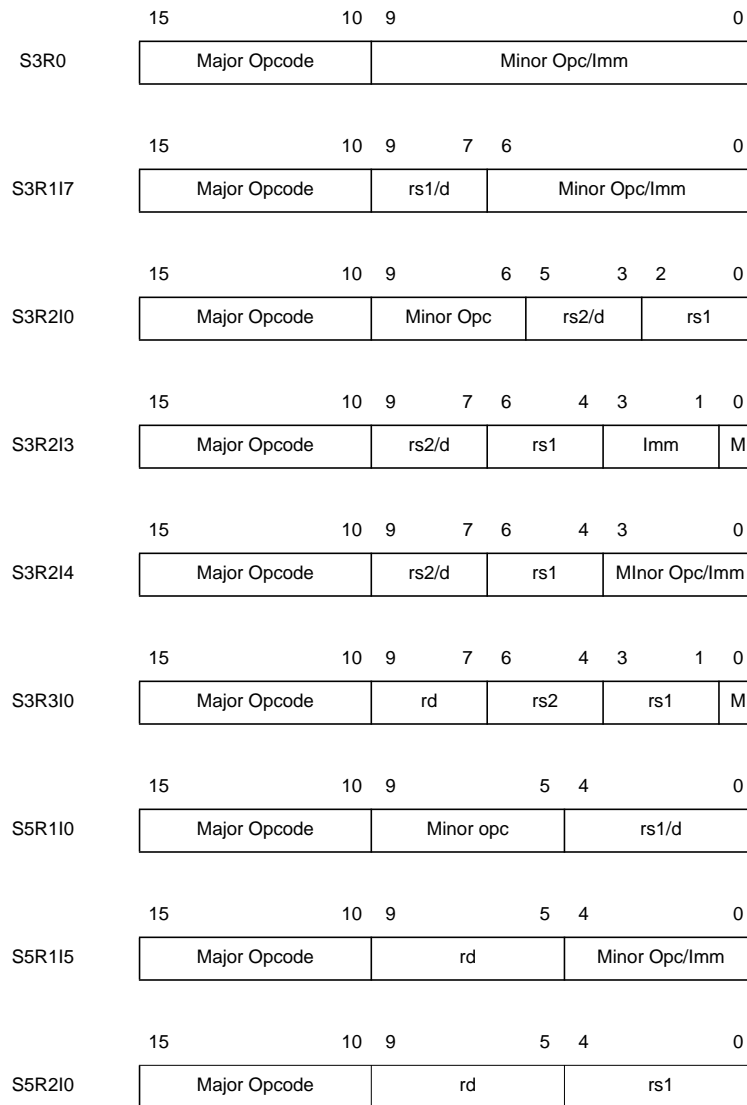 15 10 9 0
S3R0 Major Opcode Minor Opc/Imm
15 10 9 7 6 0
S3R1I7 Major Opcode rs1/d Minor Opc/Imm
15 10 9 6 5 3 2 0
S3R2I0 Major Opcode Minor Opc rs2/d rs1
15 10 9 7 6 4 3 1 0
S3R2I3 Major Opcode rs2/d rs1 Imm M
15 10 9 7 6 4 3 0
S3R2I4 Major Opcode rs2/d rs1 MInor Opc/Imm
15 10 9 7 6 4 3 1 0
S3R3I0 Major Opcode rd rs2 rs1 M
15 10 9 5 4 0
S5R1I0 Major Opcode Minor opc rs1/d
15 10 9 5 4 0
S5R1I5 Major Opcode rd Minor Opc/Imm
15 10 9 5 4 0
S5R2I0 Major Opcode rd rs1